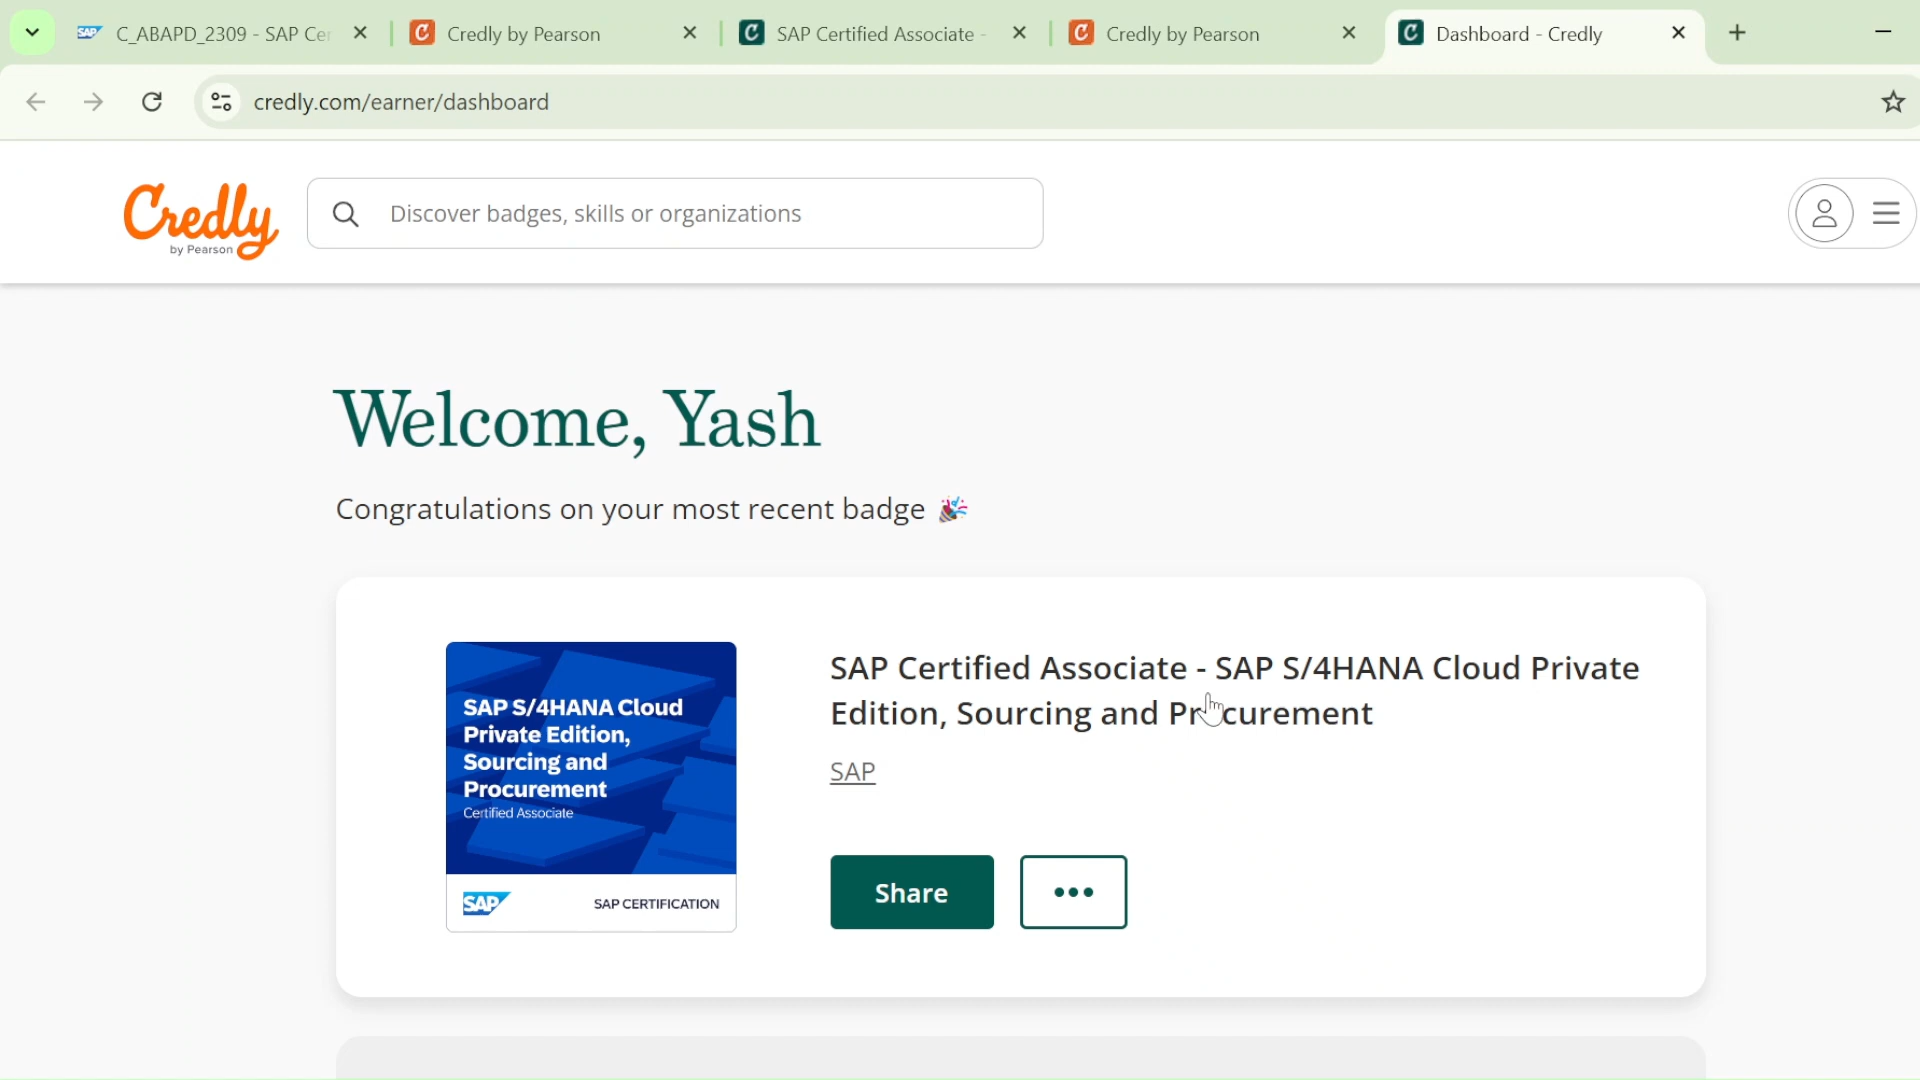 C_ABAPD_2309 - SAP Cer
Credly by Pearson
SAP Certified Associate -
Credly by Pearson
Dashboard - Credly
credly.com/earner/dashboard
Credly
by Pearson
Discover badges, skills or organizations
Welcome, Yash
Congratulations on your most recent badge
SAP S/4HANA Cloud
Private Edition,
Sourcing and
Procurement
Certified Associate
SAP
SAP CERTIFICATION
SAP Certified Associate - SAP S/4HANA Cloud Private
Edition, Sourcing and Procurement
SAP
Share